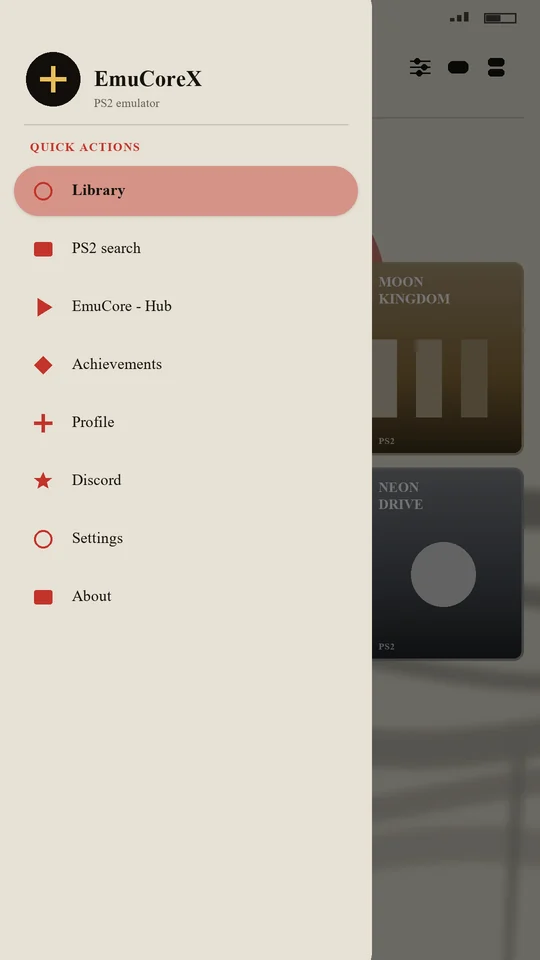 EmuCoreX
PS2 emulator
QUICK ACTIONS
Library
PS2 search
EmuCore - Hub
Achievements
Profile
Discord
Settings
About
MOON
KINGDOM
PS2
NEON
DRIVE
PS2